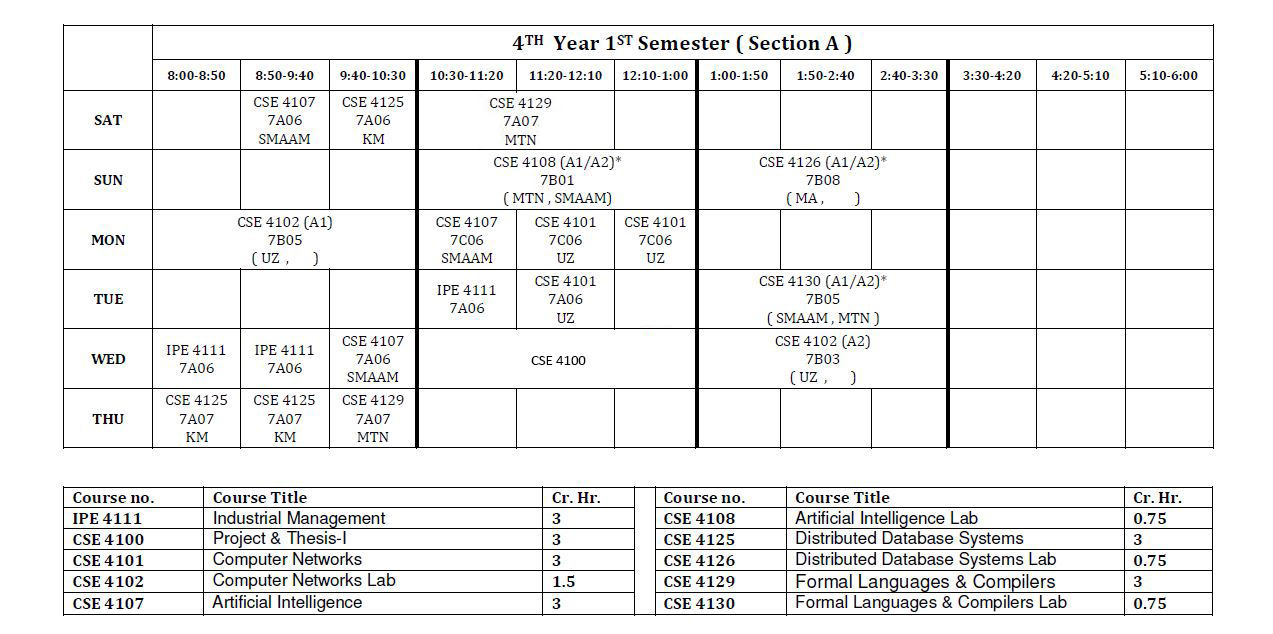 4TH Year 1ST Semester ( Section A )
8:00-8:50 8:50-9:40 9:40-10:30 10:30-11:20 11:20-12:10 12:10-1:00 1:00-1:50 1:50-2:40 2:40-3:30 3:30-4:20 4:20-5:10 5:10-6:00
SAT
CSE 4107
7A06
SMAAM
CSE 4125
7A06
KM
CSE 4129
7A07
MTN
SUN
CSE 4108 (A1/A2)*
7B01
( MTN , SMAAM)
CSE 4126 (A1/A2)*
7B08
( MA , )
MON
CSE 4102 (A1)
7B05
( UZ , )
CSE 4107
7C06
SMAAM
CSE 4101
7C06
UZ
CSE 4101
7C06
UZ
TUE
IPE 4111
7A06
CSE 4101
7A06
UZ
CSE 4130 (A1/A2)*
7B05
( SMAAM , MTN )
WED
IPE 4111
7A06
IPE 4111
7A06
CSE 4107
7A06
SMAAM
CSE 4100
CSE 4102 (A2)
7B03
( UZ , )
THU
CSE 4125
7A07
KM
CSE 4125
7A07
KM
CSE 4129
7A07
MTN
Course no. Course Title Cr. Hr.
IPE 4111 Industrial Management 3
CSE 4100 Project & Thesis-I 3
CSE 4101 Computer Networks 3
CSE 4102 Computer Networks Lab 1.5
CSE 4107 Artificial Intelligence 3
Course no. Course Title Cr. Hr.
CSE 4108 Artificial Intelligence Lab 0.75
CSE 4125 Distributed Database Systems 3
CSE 4126 Distributed Database Systems Lab 0.75
CSE 4129 Formal Languages & Compilers 3
CSE 4130 Formal Languages & Compilers Lab 0.75